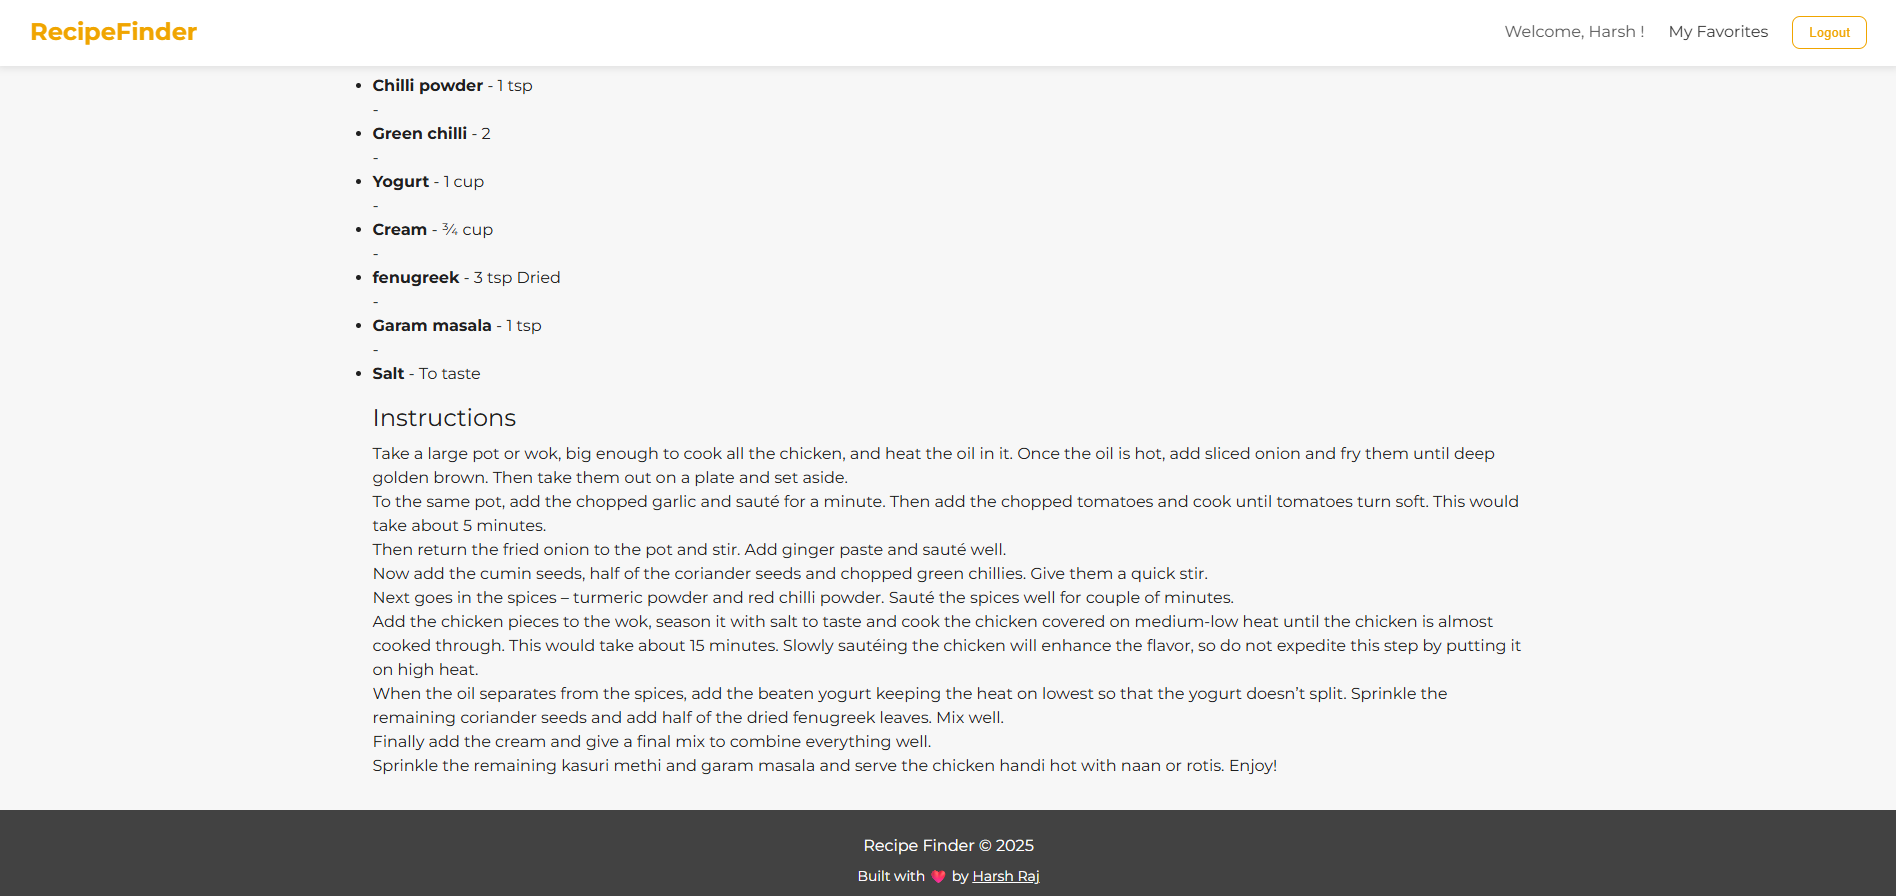 RecipeFinder
Welcome, Harsh ! My Favorites Logout
• Chilli powder - 1 tsp
-
• Green chilli - 2
-
• Yogurt - 1 cup
-
• Cream - ¾ cup
-
• fenugreek - 3 tsp Dried
-
• Garam masala - 1 tsp
-
• Salt - To taste
Instructions
Take a large pot or wok, big enough to cook all the chicken, and heat the oil in it. Once the oil is hot, add sliced onion and fry them until deep
golden brown. Then take them out on a plate and set aside.
To the same pot, add the chopped garlic and sauté for a minute. Then add the chopped tomatoes and cook until tomatoes turn soft. This would
take about 5 minutes.
Then return the fried onion to the pot and stir. Add ginger paste and sauté well.
Now add the cumin seeds, half of the coriander seeds and chopped green chillies. Give them a quick stir.
Next goes in the spices – turmeric powder and red chilli powder. Sauté the spices well for couple of minutes.
Add the chicken pieces to the wok, season it with salt to taste and cook the chicken covered on medium-low heat until the chicken is almost
cooked through. This would take about 15 minutes. Slowly sautéing the chicken will enhance the flavor, so do not expedite this step by putting it
on high heat.
When the oil separates from the spices, add the beaten yogurt keeping the heat on lowest so that the yogurt doesn’t split. Sprinkle the
remaining coriander seeds and add half of the dried fenugreek leaves. Mix well.
Finally add the cream and give a final mix to combine everything well.
Sprinkle the remaining kasuri methi and garam masala and serve the chicken handi hot with naan or rotis. Enjoy!
Recipe Finder © 2025
Built with ❤️ by Harsh Raj